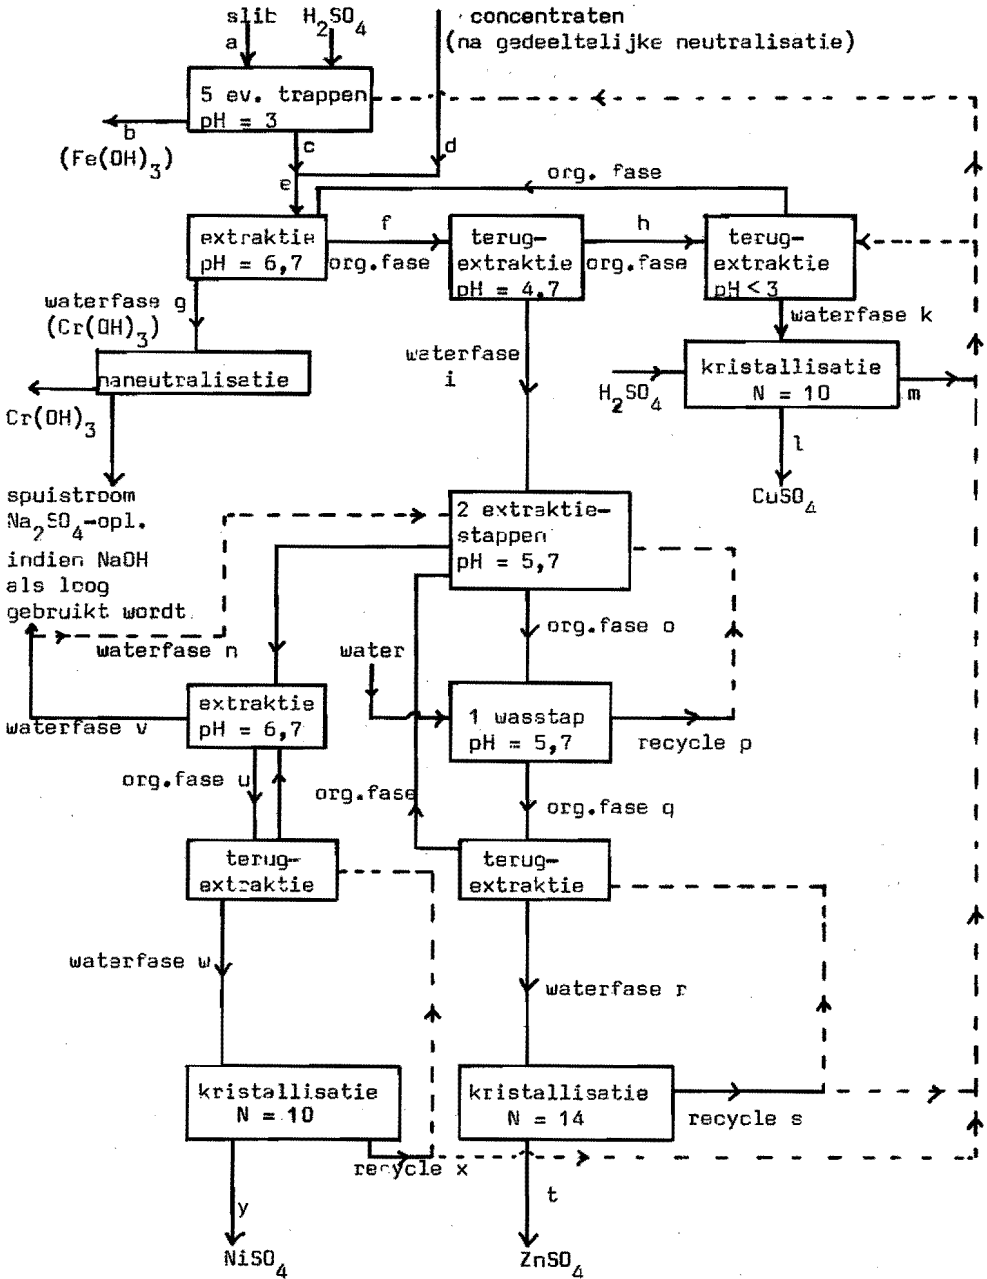 slib H2SO4
concentraten
(na gedeeltelijke neutralisatie)
a
5 ev. trappen
pH = 3
b
(Fe(OH)3)
c
d
e
org. fase
extraktie
pH = 6,7
f
org.fase
terug-
extraktie
pH = 4.7
h
org.fase
terug-
extraktie
pH < 3
waterfase g
(Cr(OH)3)
waterfase k
waterfase
i
naneutralisatie
Cr(OH)3
H2SO4
kristallisatie
N = 10
m
l
CuSO4
spuistroom
Na2SO4-opl.
indien NaOH
als loog
gebruikt wordt
2 extraktie-
stappen
pH = 5,7
waterfase n
org.fase o
water
extraktie
pH = 6,7
1 wasstap
pH = 5,7
waterfase v
recycle p
org.fase u
org.fase
org.fase q
terug-
extraktie
terug-
extraktie
waterfase w
waterfase r
kristallisatie
N = 10
kristallisatie
N = 14
recycle s
recycle x
y
t
NiSO4
ZnSO4